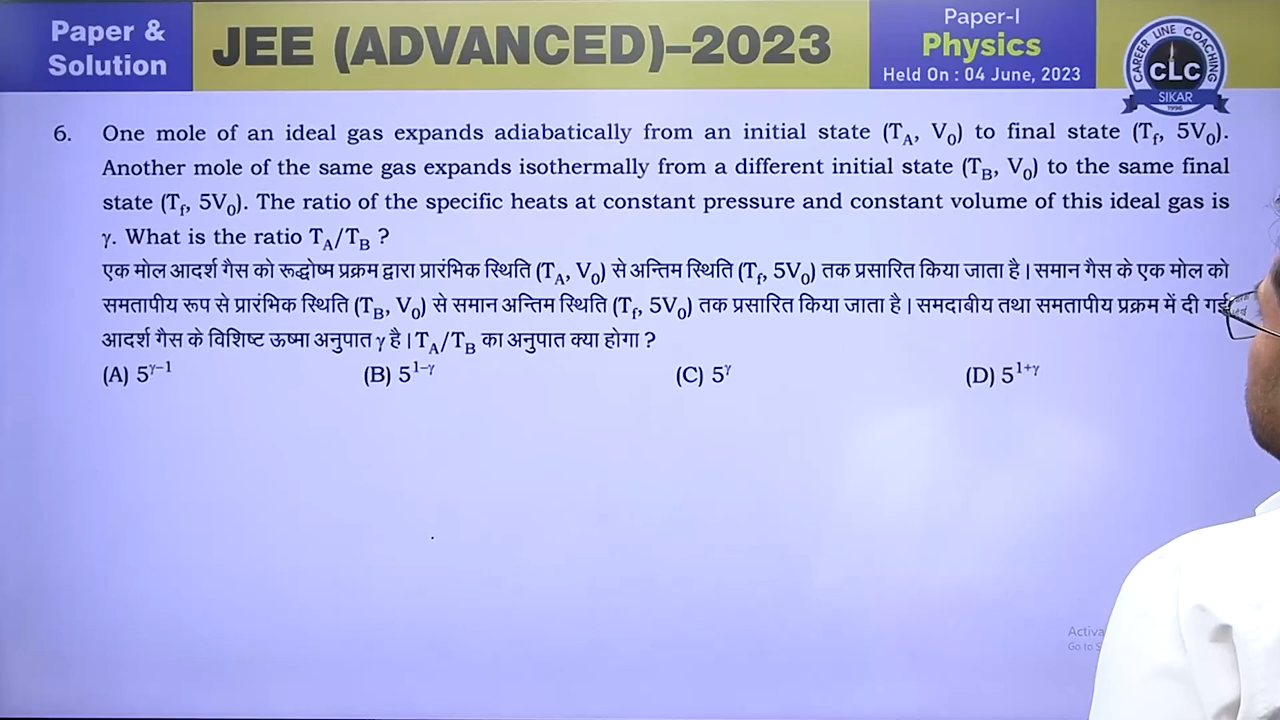 Paper &
Solution
JEE (ADVANCED)–2023
Paper-I
Physics
Held On : 04 June, 2023
CAREER LINE COACHING
CLC
SIKAR
1996
6. One mole of an ideal gas expands adiabatically from an initial state (T_A, V_0) to final state (T_f, 5V_0).
Another mole of the same gas expands isothermally from a different initial state (T_B, V_0) to the same final
state (T_f, 5V_0). The ratio of the specific heats at constant pressure and constant volume of this ideal gas is
γ. What is the ratio T_A/T_B ?
एक मोल आदर्श गैस को रूद्धोष्म प्रक्रम द्वारा प्रारंभिक स्थिति (T_A, V_0) से अन्तिम स्थिति (T_f, 5V_0) तक प्रसारित किया जाता है। समान गैस के एक मोल को
समतापीय रूप से प्रारंभिक स्थिति (T_B, V_0) से समान अन्तिम स्थिति (T_f, 5V_0) तक प्रसारित किया जाता है। समदाबीय तथा समतापीय प्रक्रम में दी गई
आदर्श गैस के विशिष्ट ऊष्मा अनुपात γ है। T_A/T_B का अनुपात क्या होगा ?
(A) 5^{γ–1} (B) 5^{1–γ} (C) 5^γ (D) 5^{1+γ}
Go to